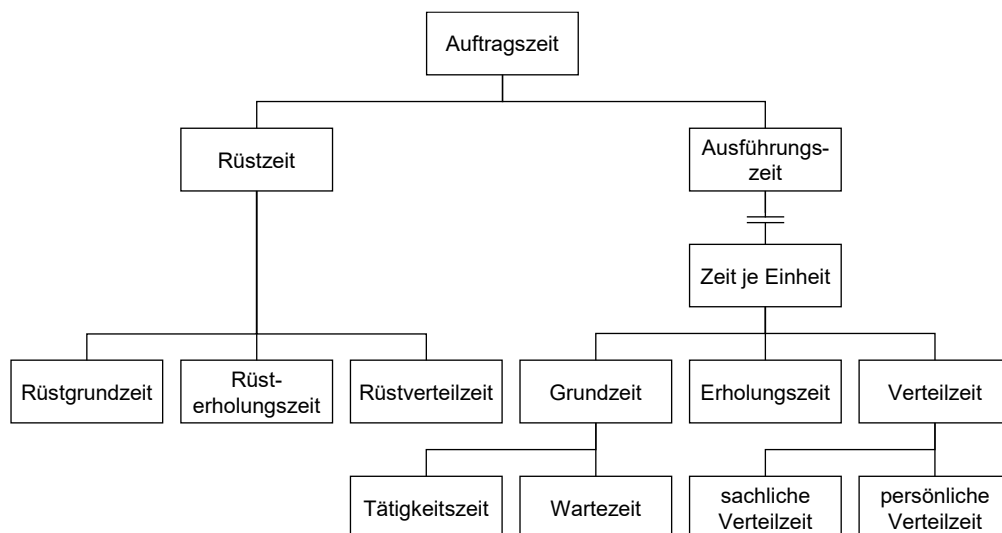 Auftragszeit
Rüstzeit
Ausführungs-
zeit
Zeit je Einheit
Rüstgrundzeit
Rüst-
erholungszeit
Rüstverteilzeit
Grundzeit
Erholungszeit
Verteilzeit
Tätigkeitszeit
Wartezeit
sachliche
Verteilzeit
persönliche
Verteilzeit